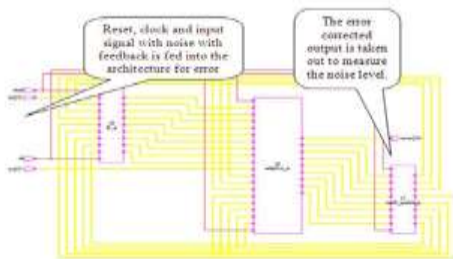 Reset, clock and input
signal with noise with
feedback is fed into the
architecture for error
The error
corrected
output is taken
out to measure
the noise level.